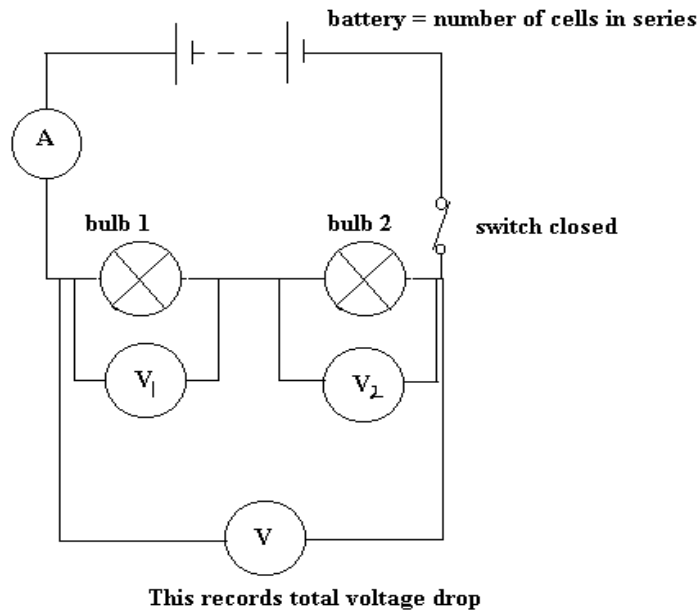 battery = number of cells in series
A
bulb 1
bulb 2
switch closed
V1
V2
V
This records total voltage drop